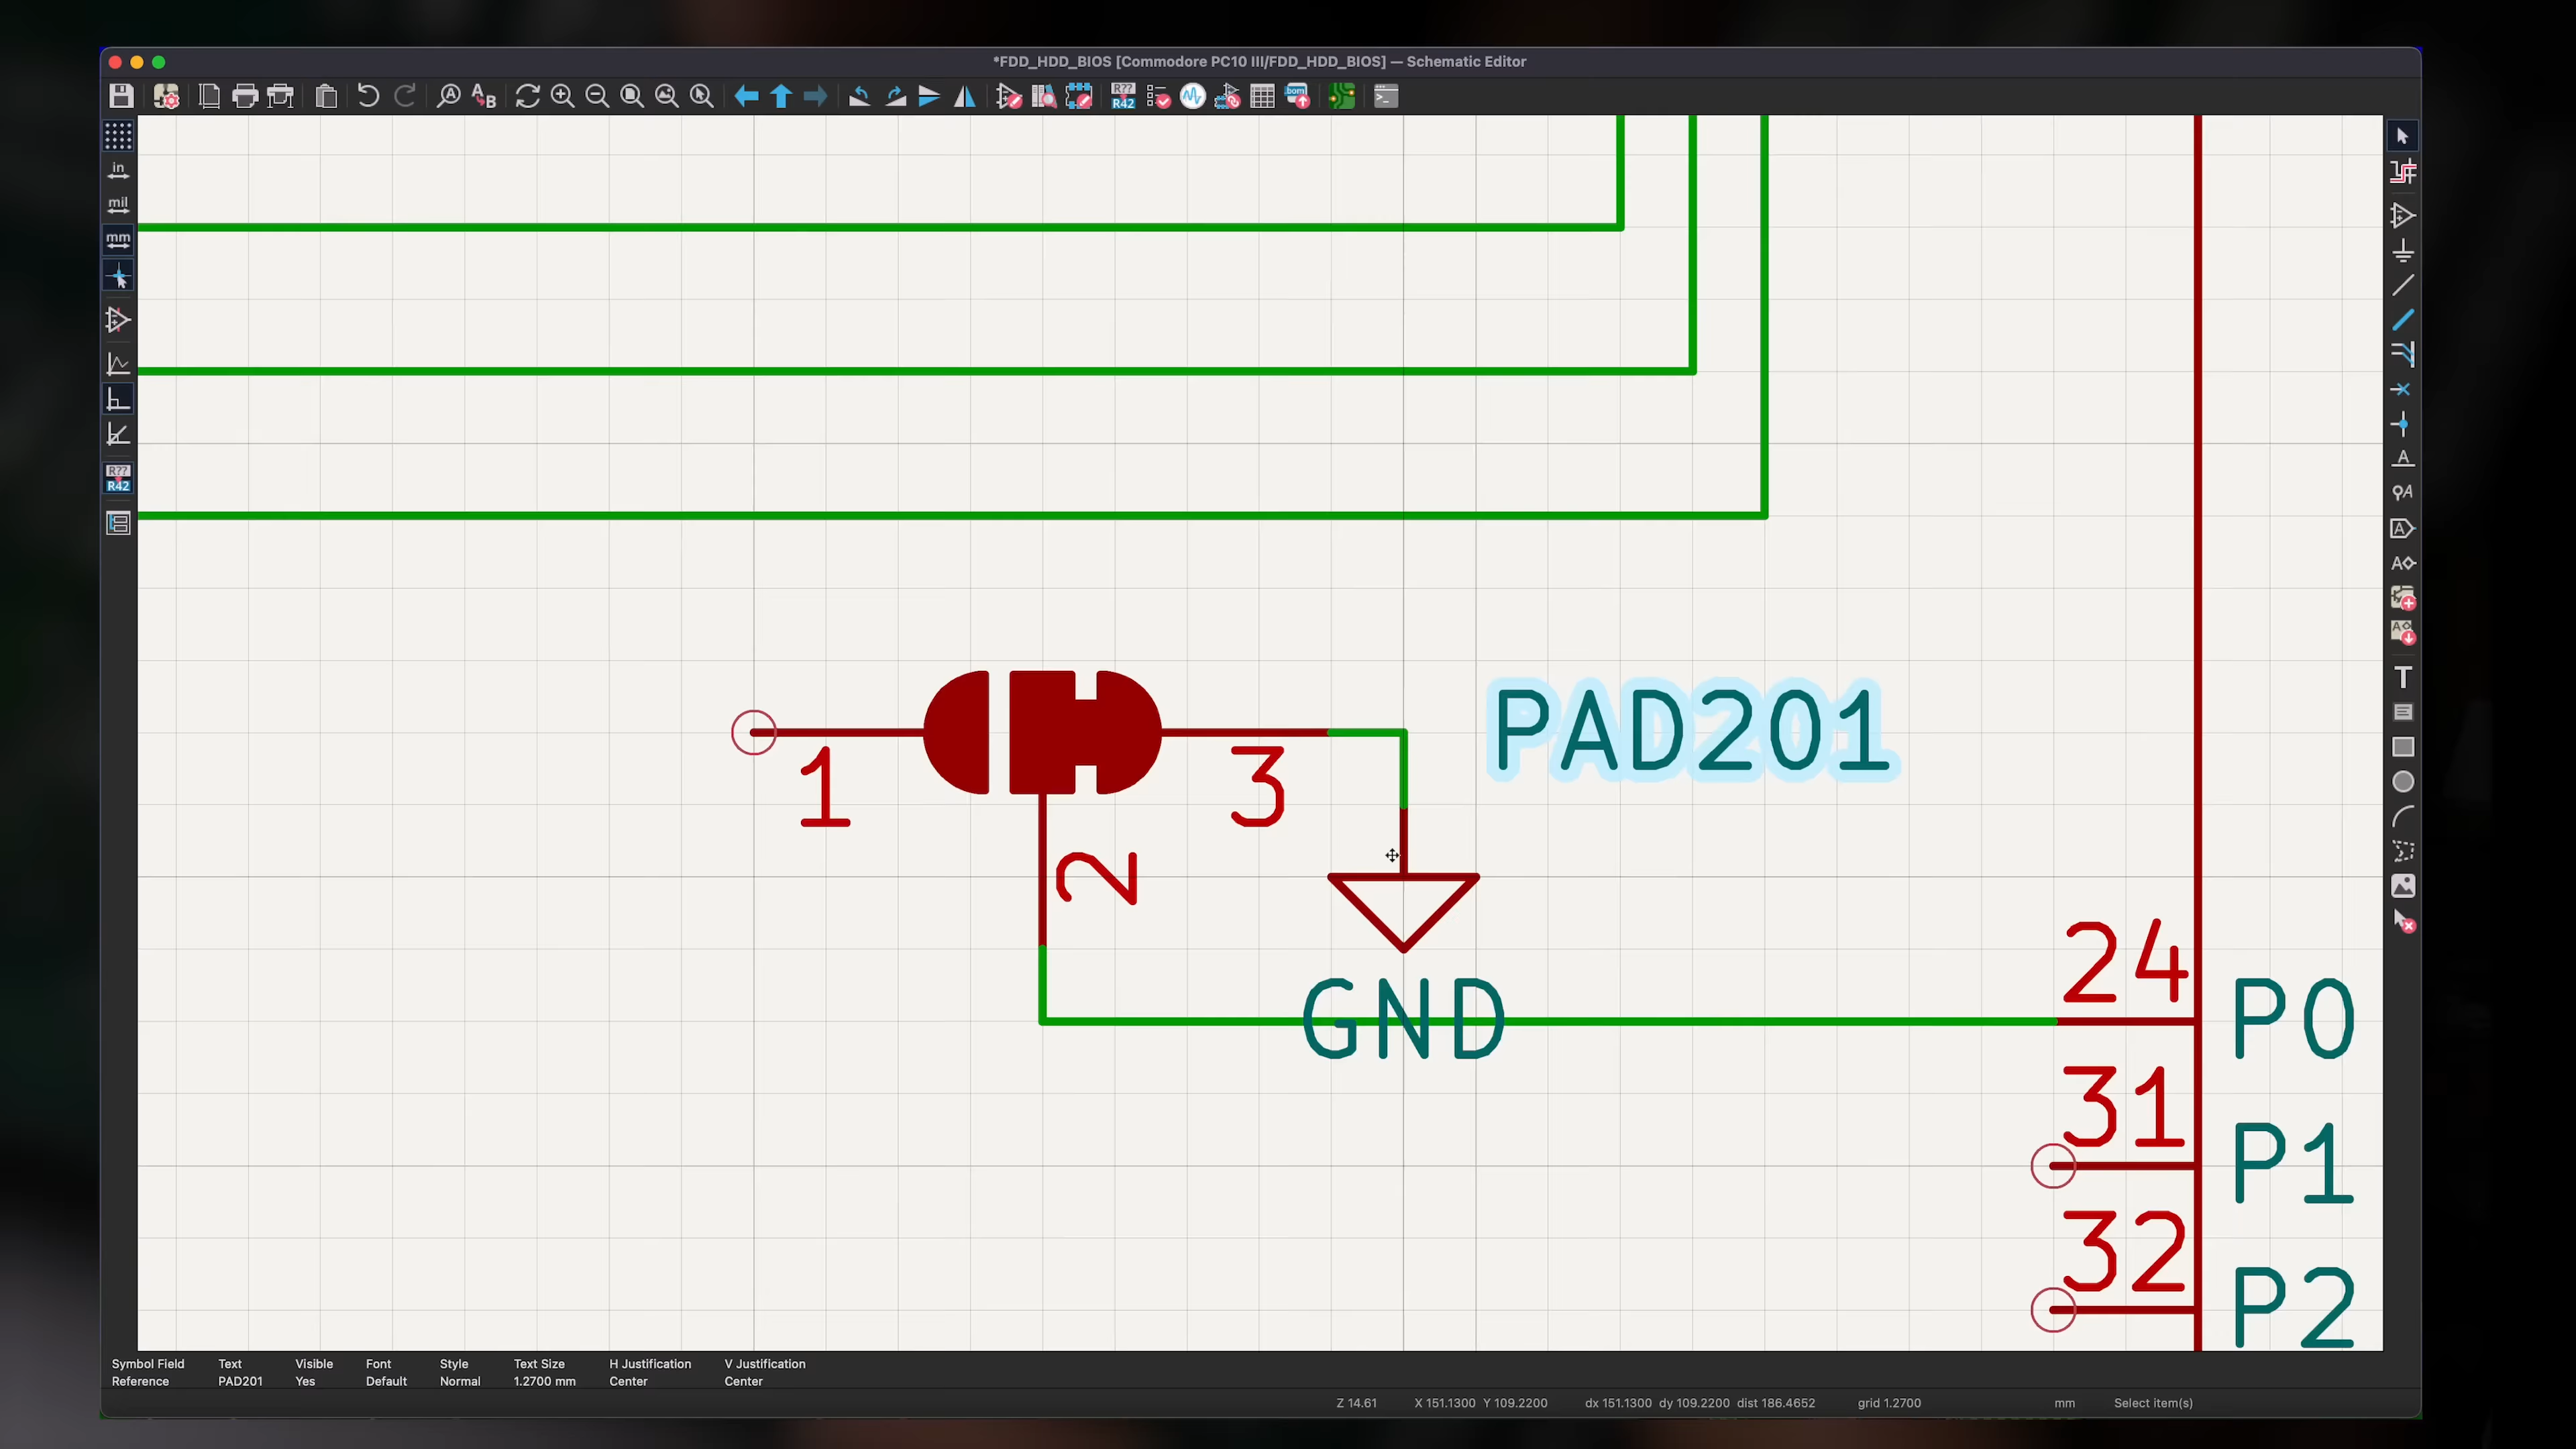 *FDD_HDD_BIOS [Commodore PC10 III/FDD_HDD_BIOS] — Schematic Editor
R??
R42
bom
in
mil
mm
R??
R42
PAD201
1
3
2
GND
24
P0
31
P1
32
P2
Symbol Field Text Visible Font Style Text Size H Justification V Justification
Reference PAD201 Yes Default Normal 1.2700 mm Center Center
Z 14.61 X 151.1300 Y 109.2200 dx 151.1300 dy 109.2200 dist 186.4652 grid 1.2700 mm Select item(s)